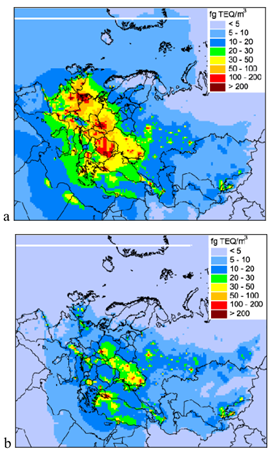 fg TEQ/m³
< 5
5 - 10
10 - 20
20 - 30
30 - 50
50 - 100
100 - 200
> 200
a
fg TEQ/m³
< 5
5 - 10
10 - 20
20 - 30
30 - 50
50 - 100
100 - 200
> 200
b